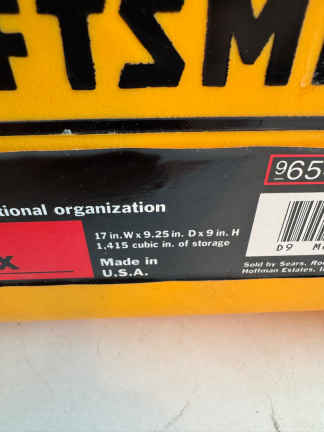 FTSM
965
tional organization
17 in. W x 9.25 in. D x 9 in. H
1,415 cubic in. of storage
x
Made in
U.S.A.
D9
Sold by Sears, Ro
Hoffman Estates, I